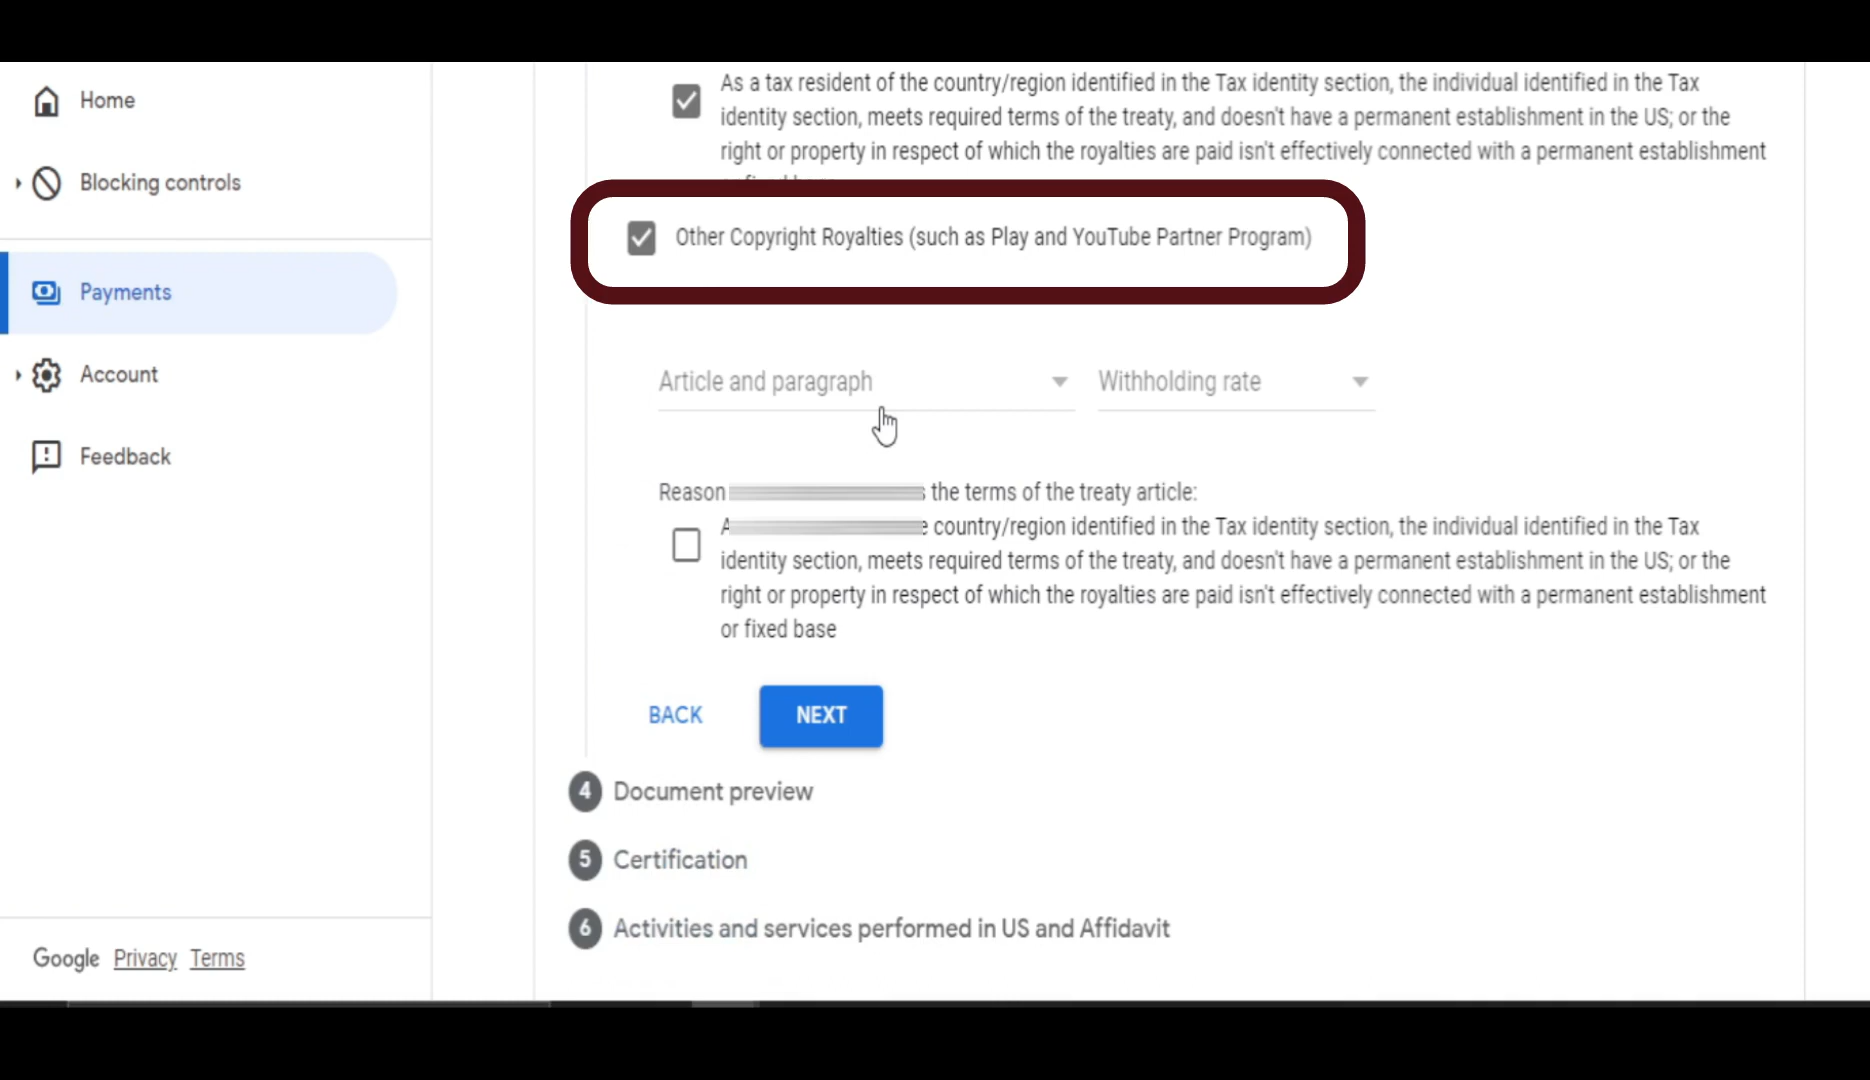 Home
Blocking controls
Payments
Account
Feedback
Google Privacy Terms
As a tax resident of the country/region identified in the Tax identity section, the individual identified in the Tax
identity section, meets required terms of the treaty, and doesn't have a permanent establishment in the US; or the
right or property in respect of which the royalties are paid isn't effectively connected with a permanent establishment
Other Copyright Royalties (such as Play and YouTube Partner Program)
Article and paragraph
Withholding rate
Reason the terms of the treaty article:
country/region identified in the Tax identity section, the individual identified in the Tax
identity section, meets required terms of the treaty, and doesn't have a permanent establishment in the US; or the
right or property in respect of which the royalties are paid isn't effectively connected with a permanent establishment
or fixed base
BACK
NEXT
4 Document preview
5 Certification
6 Activities and services performed in US and Affidavit